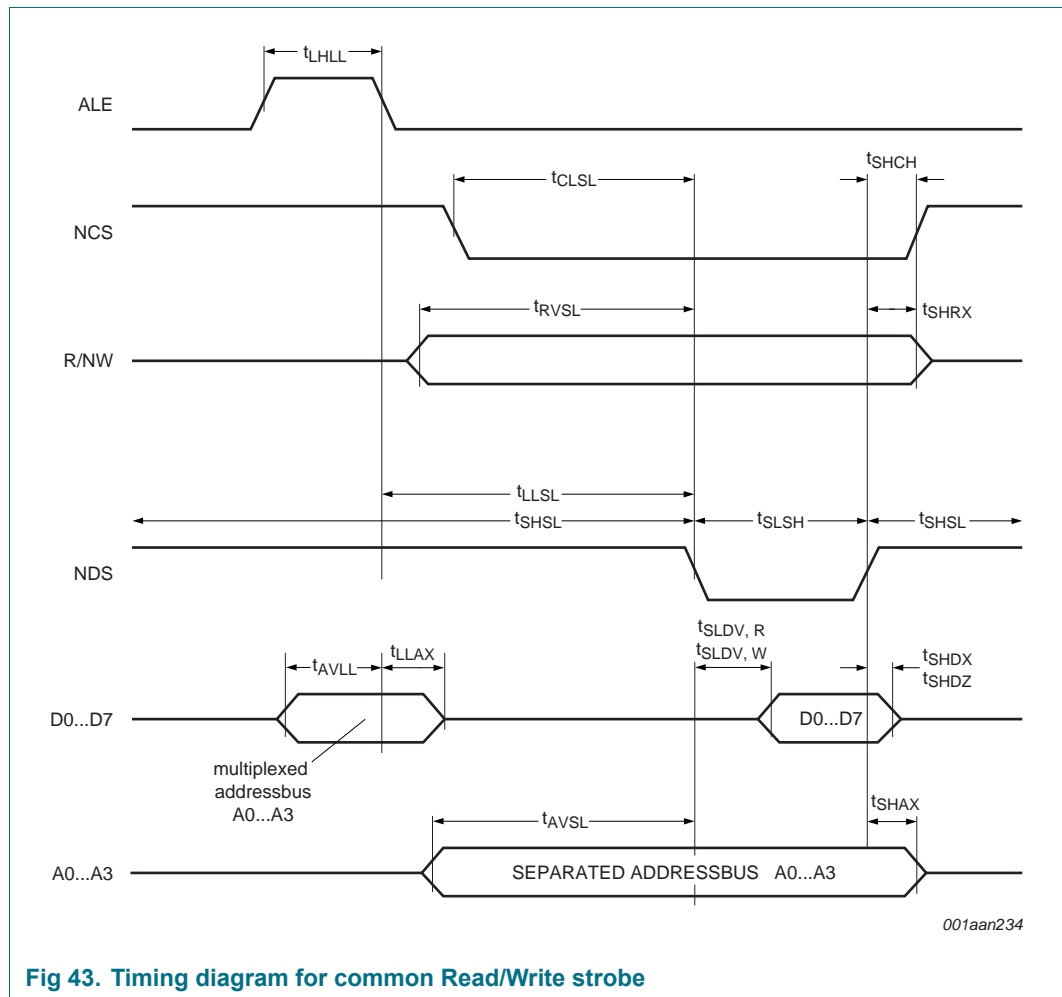 tLHLL
ALE
tSHCH
tCLSL
NCS
tRVSL
tSHRX
R/NW
tLLSL
tSHSL
tSLSH
tSHSL
NDS
tSLDV, R
tSLDV, W
tAVLL
tLLAX
tSHDX
tSHDZ
D0...D7
D0...D7
multiplexed
addressbus
A0...A3
tSHAX
tAVSL
A0...A3
SEPARATED ADDRESSBUS A0...A3
001aan234
Fig 43. Timing diagram for common Read/Write strobe